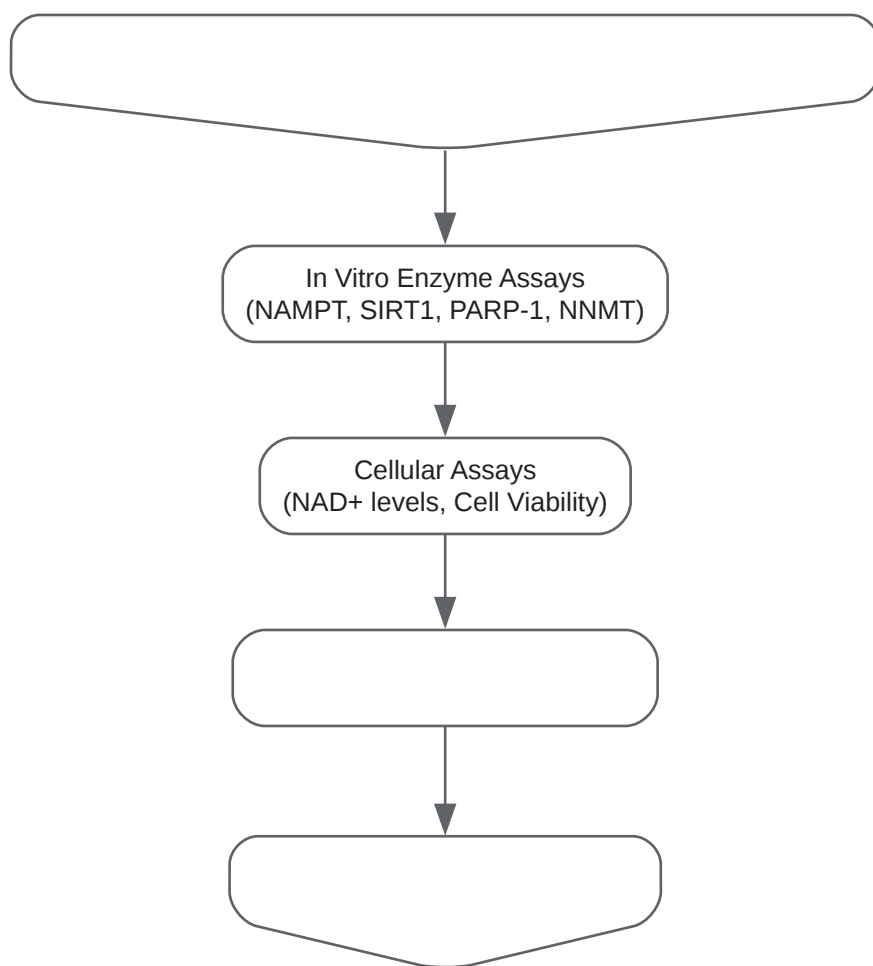 In Vitro Enzyme Assays
(NAMPT, SIRT1, PARP-1, NNMT)
Cellular Assays
(NAD+ levels, Cell Viability)